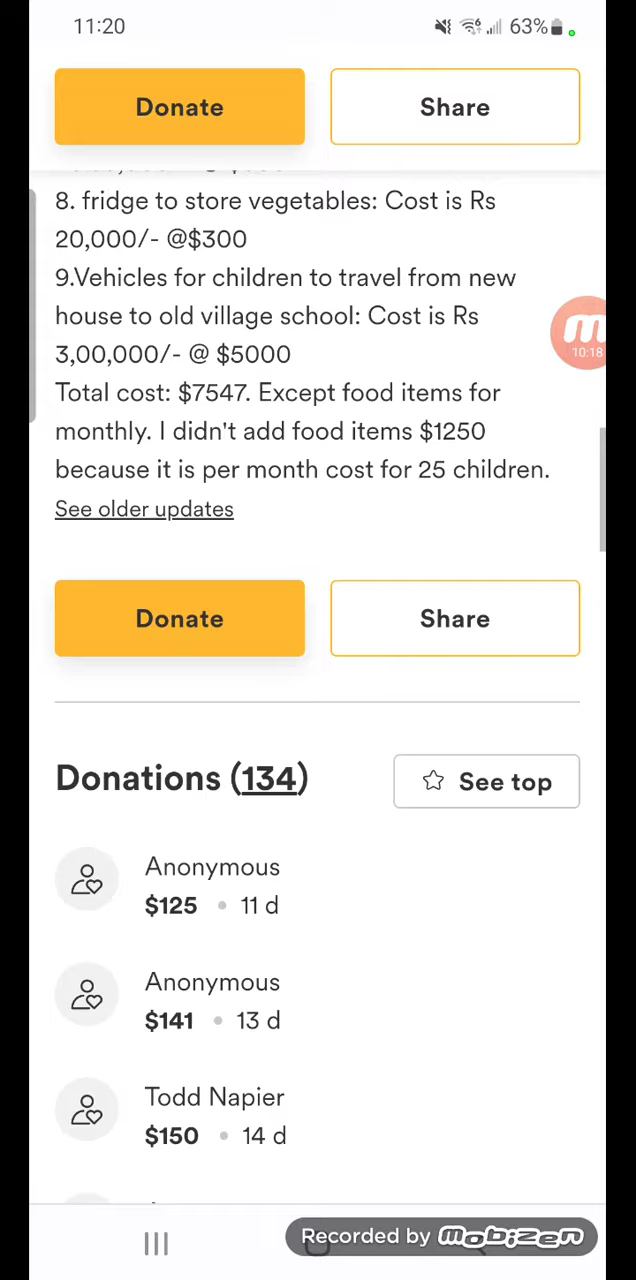 11:20
63%
Donate
Share
8. fridge to store vegetables: Cost is Rs
20,000/- @$300
9.Vehicles for children to travel from new
house to old village school: Cost is Rs
3,00,000/- @ $5000
10:18
Total cost: $7547. Except food items for
monthly. I didn't add food items $1250
because it is per month cost for 25 children.
See older updates
Donate
Share
Donations (134)
See top
Anonymous
$125 • 11 d
Anonymous
$141 • 13 d
Todd Napier
$150 • 14 d
Recorded by mobizen